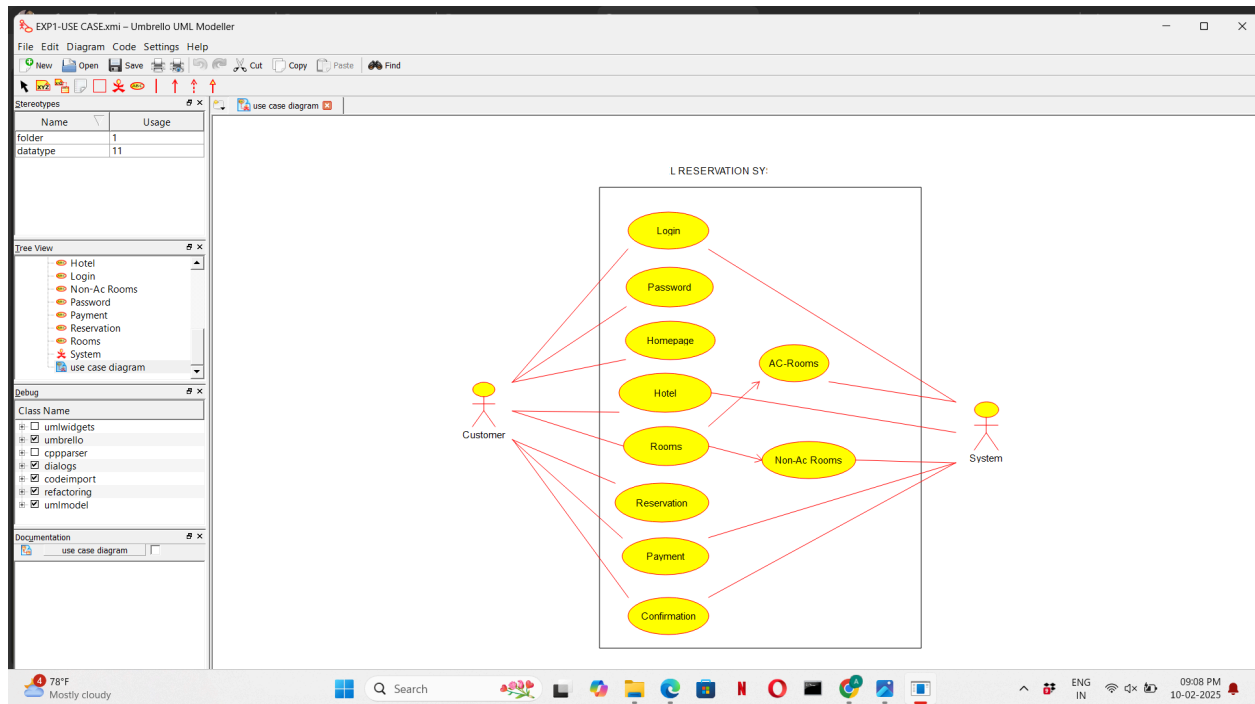 EXP1-USE CASE.xmi – Umbrello UML Modeller
File Edit Diagram Code Settings Help
New Open Save Cut Copy Paste Find
Stereotypes
Name Usage
folder 1
datatype 11
Tree View
Hotel
Login
Non-Ac Rooms
Password
Payment
Reservation
Rooms
System
use case diagram
Debug
Class Name
umlwidgets
umbrello
cppparser
dialogs
codeimport
refactoring
umlmodel
Documentation
use case diagram
use case diagram
L RESERVATION SY:
Login
Password
Homepage
AC-Rooms
Hotel
Customer
Rooms
Non-Ac Rooms
System
Reservation
Payment
Confirmation
4
78°F
Mostly cloudy
Search
ENG
IN
09:08 PM
10-02-2025